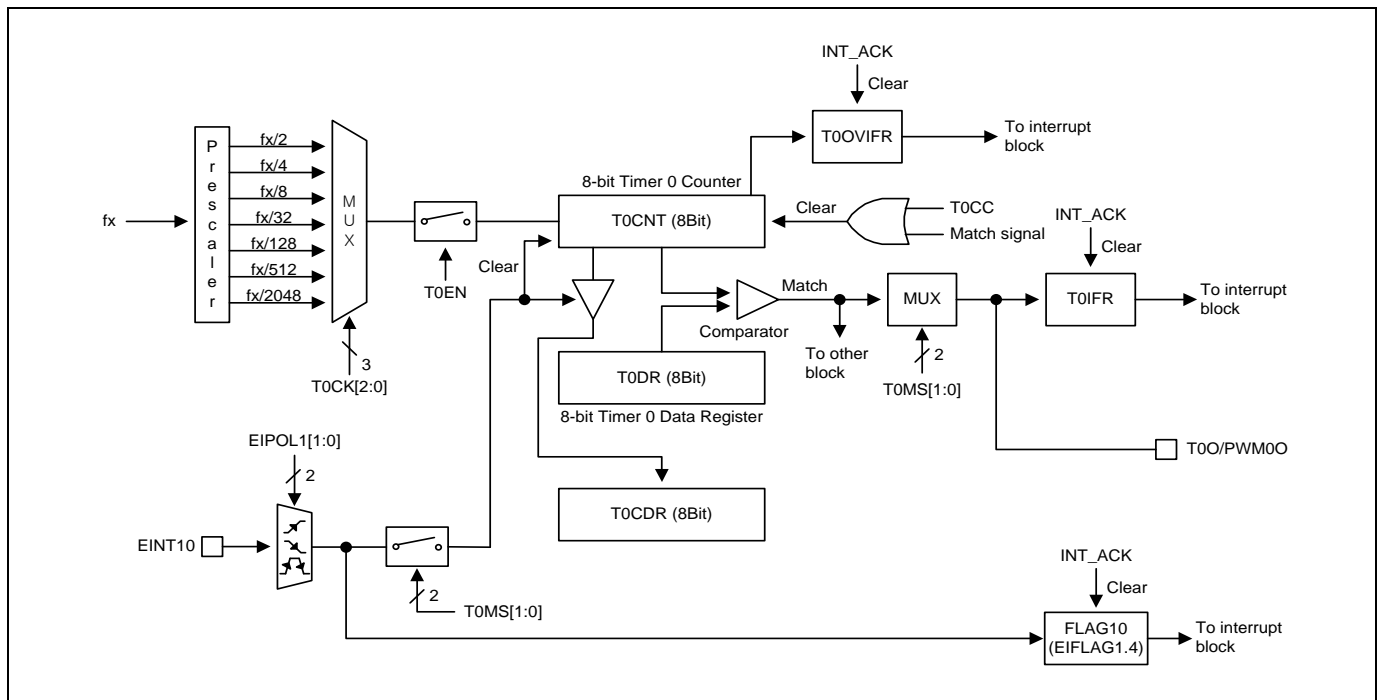 INT_ACK
Clear
T0OVIFR
To interrupt
block
fx
Prescaler
fx/2
fx/4
fx/8
fx/32
fx/128
fx/512
fx/2048
MUX
T0CK[2:0]
3
T0EN
8-bit Timer 0 Counter
T0CNT (8Bit)
Clear
Clear
T0CC
Match signal
Comparator
Match
To other
block
MUX
2
T0MS[1:0]
INT_ACK
Clear
T0IFR
To interrupt
block
T0DR (8Bit)
8-bit Timer 0 Data Register
T0O/PWM0O
T0CDR (8Bit)
EIPOL1[1:0]
2
EINT10
2
T0MS[1:0]
INT_ACK
Clear
FLAG10
(EIFLAG1.4)
To interrupt
block